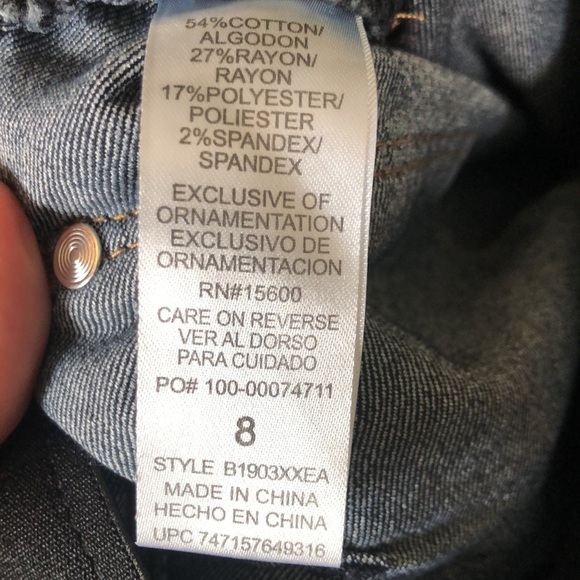 54%COTTON/
ALGODON
27%RAYON/
RAYON
17%POLYESTER/
POLIESTER
2%SPANDEX/
SPANDEX
EXCLUSIVE OF
ORNAMENTATION
EXCLUSIVO DE
ORNAMENTACION
RN#15600
CARE ON REVERSE
VER AL DORSO
PARA CUIDADO
PO# 100-00074711
8
STYLE B1903XXEA
MADE IN CHINA
HECHO EN CHINA
UPC 747157649316